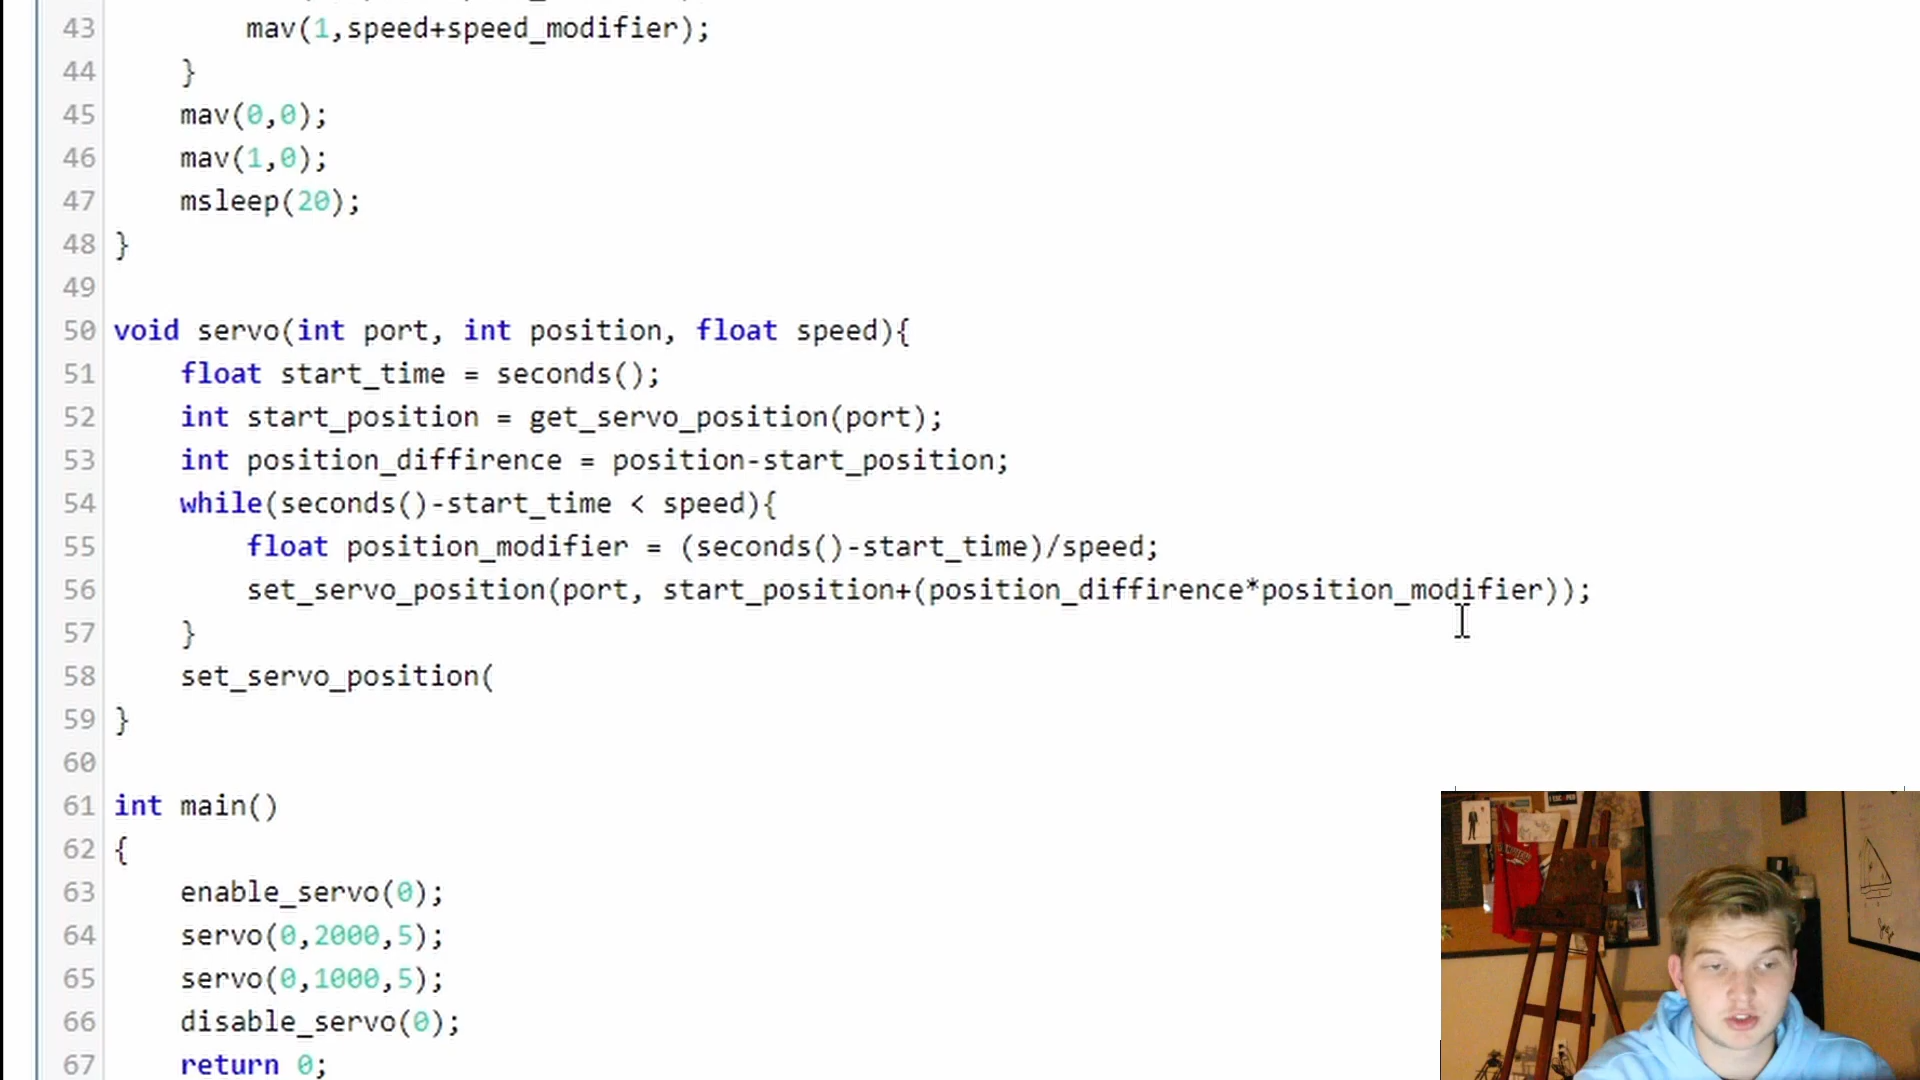 43 mav(1,speed+speed_modifier);
44 }
45 mav(0,0);
46 mav(1,0);
47 msleep(20);
48 }
49
50 void servo(int port, int position, float speed){
51 float start_time = seconds();
52 int start_position = get_servo_position(port);
53 int position_diffirence = position-start_position;
54 while(seconds()-start_time < speed){
55 float position_modifier = (seconds()-start_time)/speed;
56 set_servo_position(port, start_position+(position_diffirence*position_modifier));
57 }
58 set_servo_position(
59 }
60
61 int main()
62 {
63 enable_servo(0);
64 servo(0,2000,5);
65 servo(0,1000,5);
66 disable_servo(0);
67 return 0;